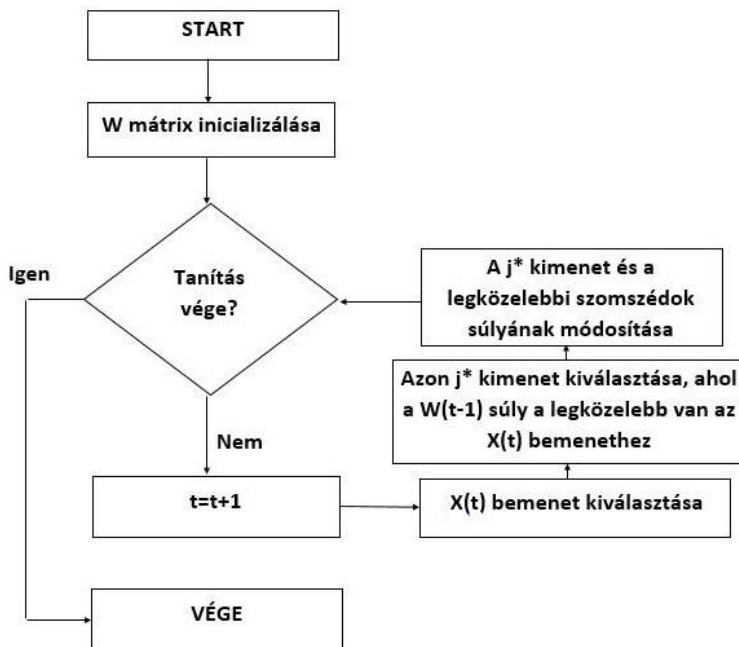 START
W mátrix inicializálása
Igen
Tanítás
vége?
Nem
t=t+1
X(t) bemenet kiválasztása
Azon j* kimenet kiválasztása, ahol
a W(t-1) súly a legközelebb van az
X(t) bemenethez
A j* kimenet és a
legközelebbi szomszédok
súlyának módosítása
VÉGE